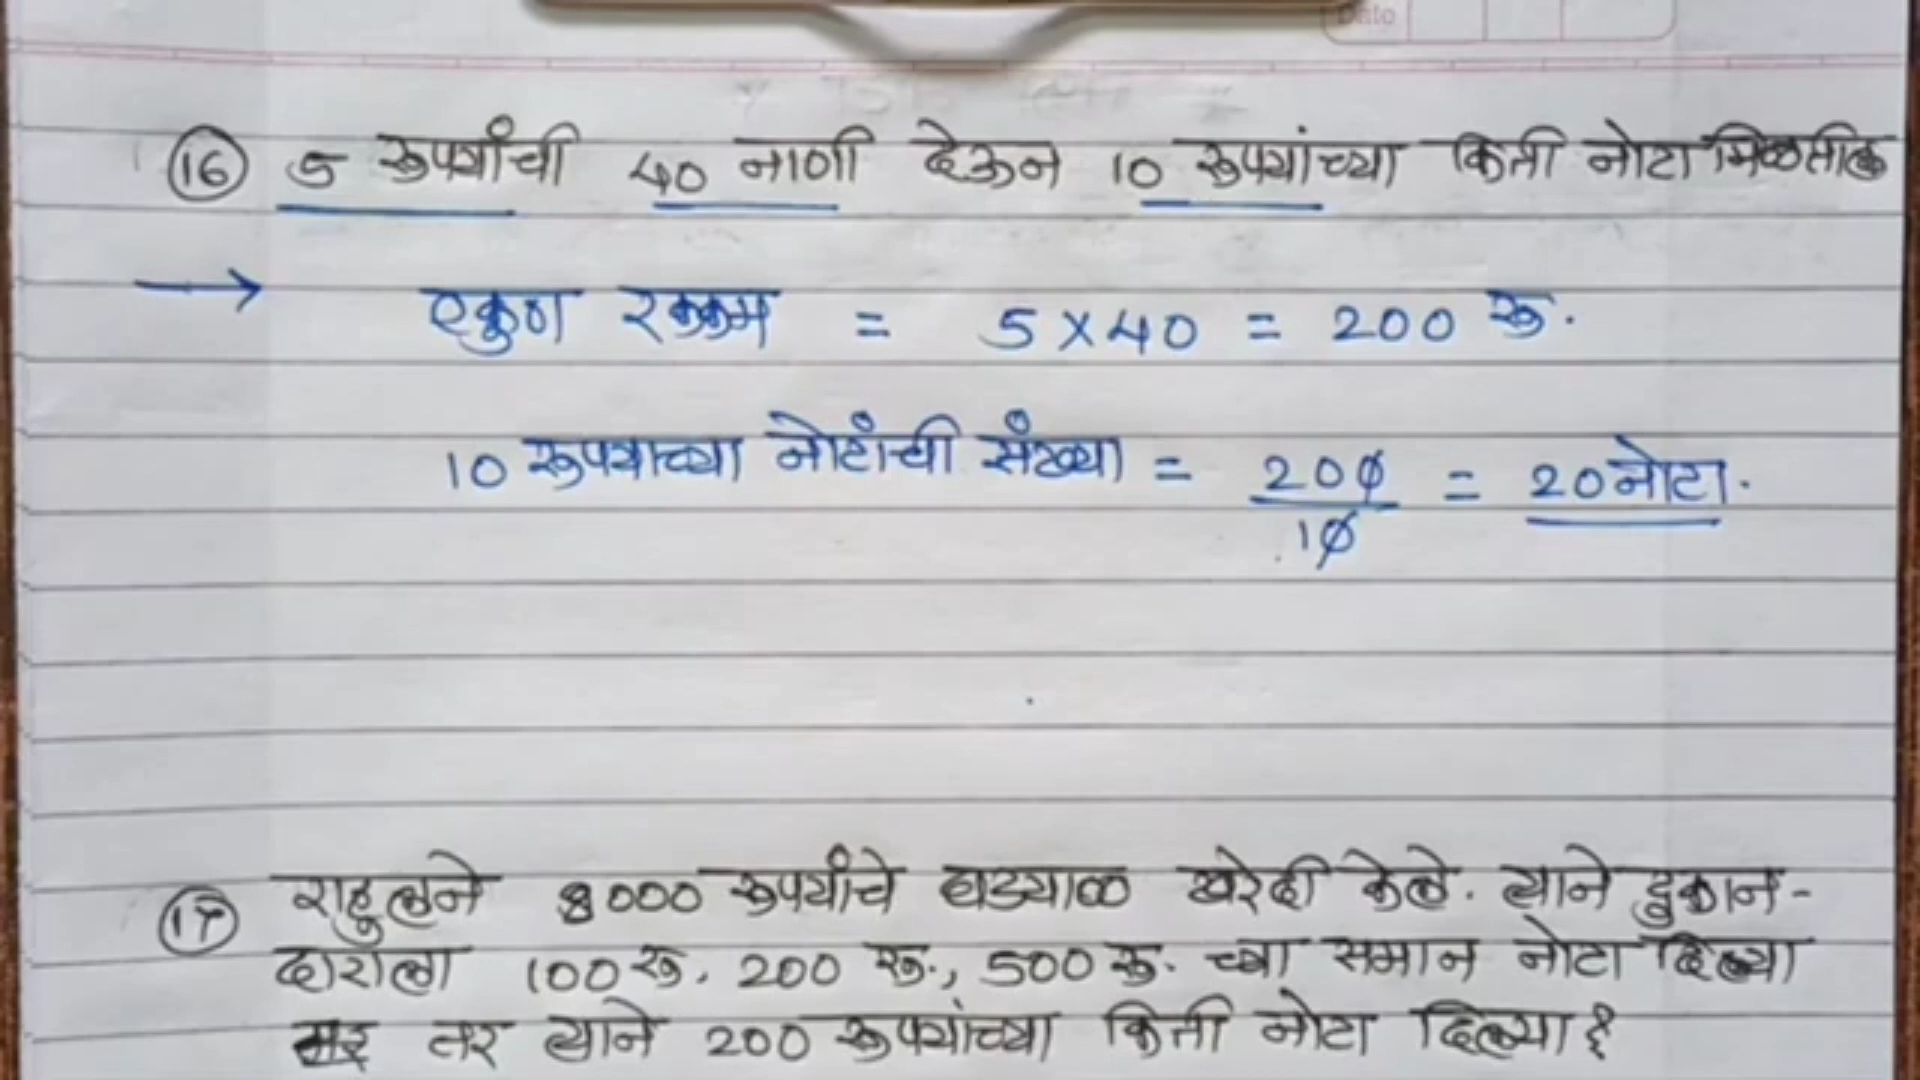 Date
(16) 5 रुपयांची 40 नाणी देऊन 10 रुपयांच्या किती नोटा मिळतील
→ एकुण रक्कम = 5 × 40 = 200 रु.
10 रुपयाच्या नोटांची संख्या = 200/10 = 20 नोटा.
(17) राहुलने 8000 रुपयांचे घड्याळ खरेदी केले. त्याने दुकान-
दाराला 100 रु. 200 रु., 500 रु. च्या समान नोटा दिल्या
तर त्याने 200 रुपयांच्या किती नोटा दिल्या?